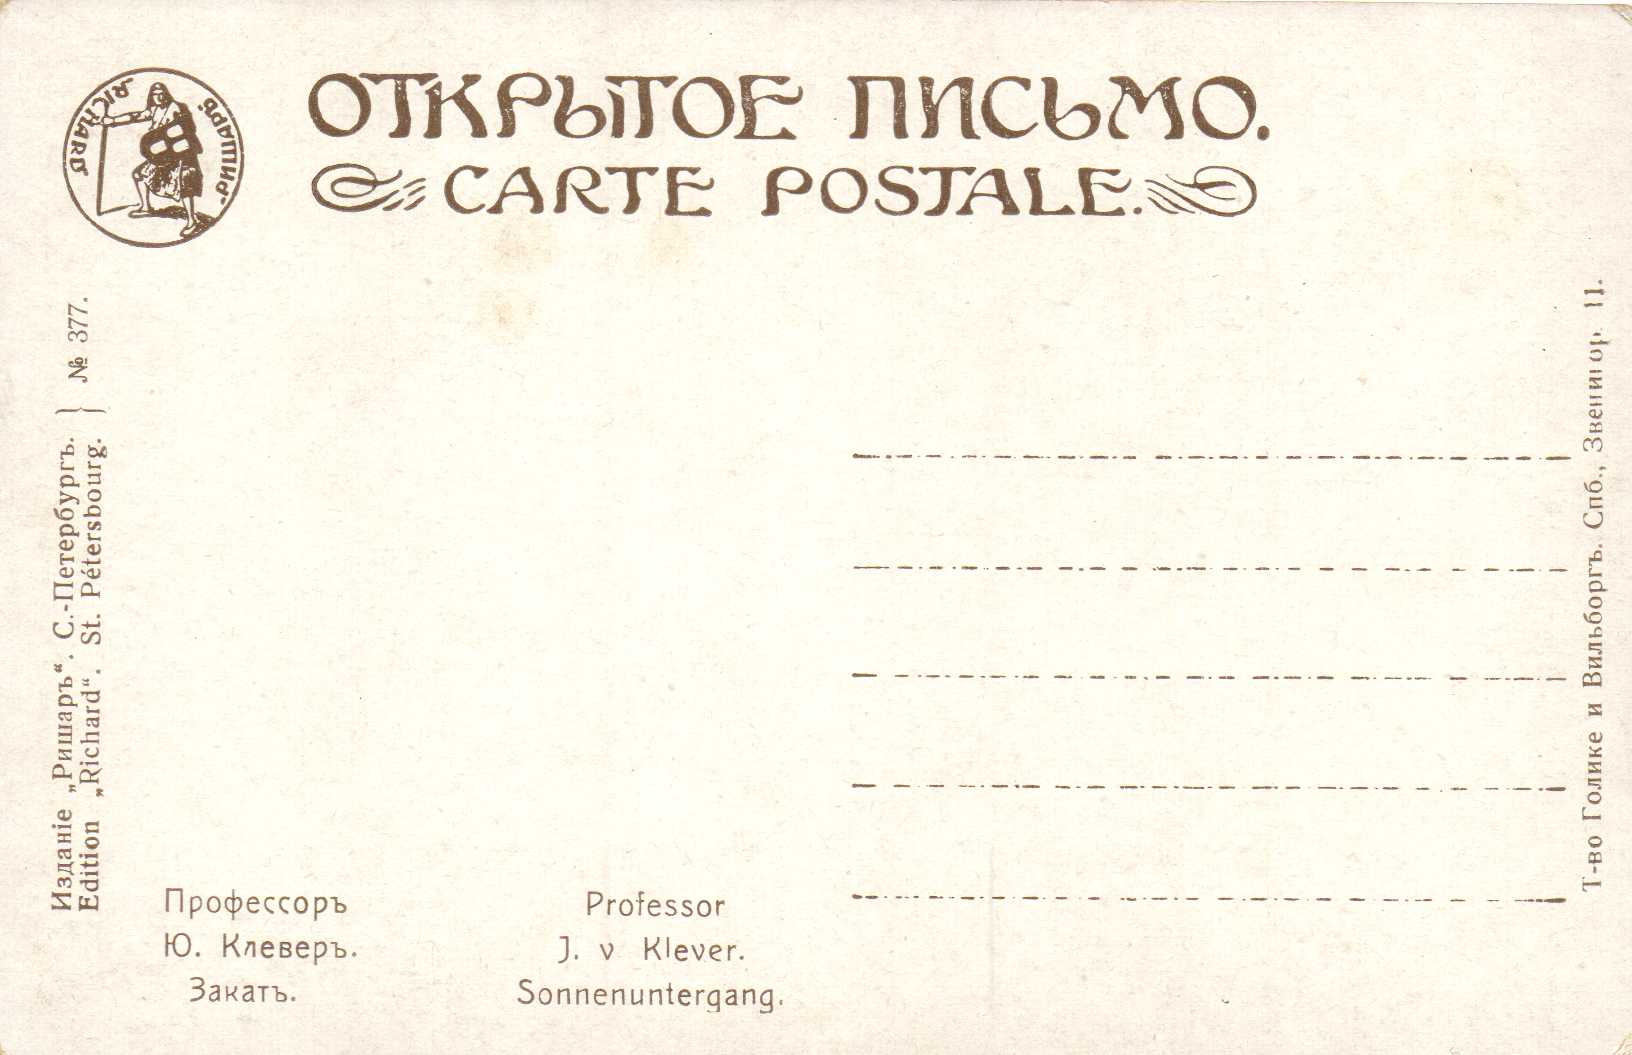 ОТКРЫТОЕ ПИСЬМО.
CARTE POSTALE.
„RICHARD
„РИШАРЪ.
Изданіе „Ришаръ“. С.-Петербургъ.
Edition „Richard“. St. Pétersbourg.
№ 377.
Т-во Голике и Вильборгъ. Спб., Звенигор. 11.
Профессоръ
Ю. Клеверъ.
Закатъ.
Professor
J. v Klever.
Sonnenuntergang.